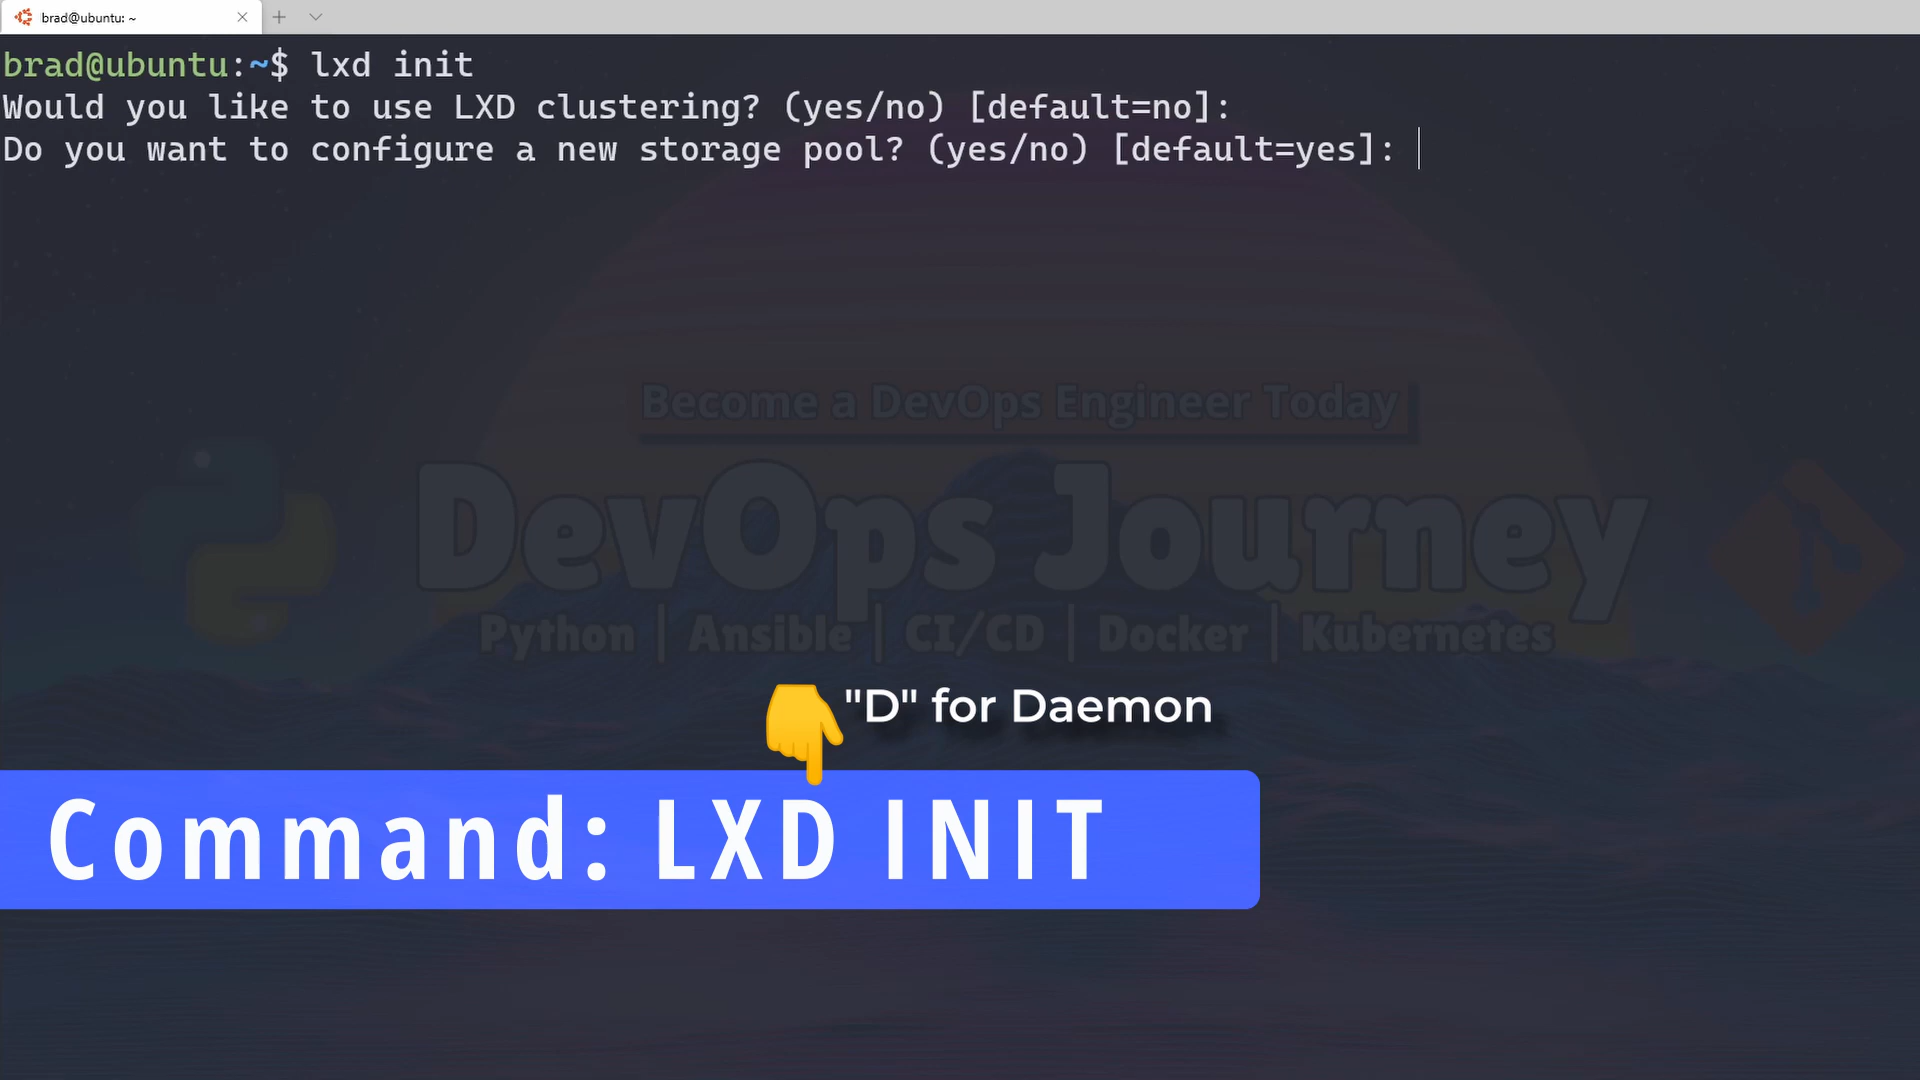 brad@ubuntu: ~
brad@ubuntu:~$ lxd init
Would you like to use LXD clustering? (yes/no) [default=no]:
Do you want to configure a new storage pool? (yes/no) [default=yes]:
Become a DevOps Engineer Today
DevOps Journey
Python | Ansible | CI/CD | Docker | Kubernetes
"D" for Daemon
Command: LXD INIT